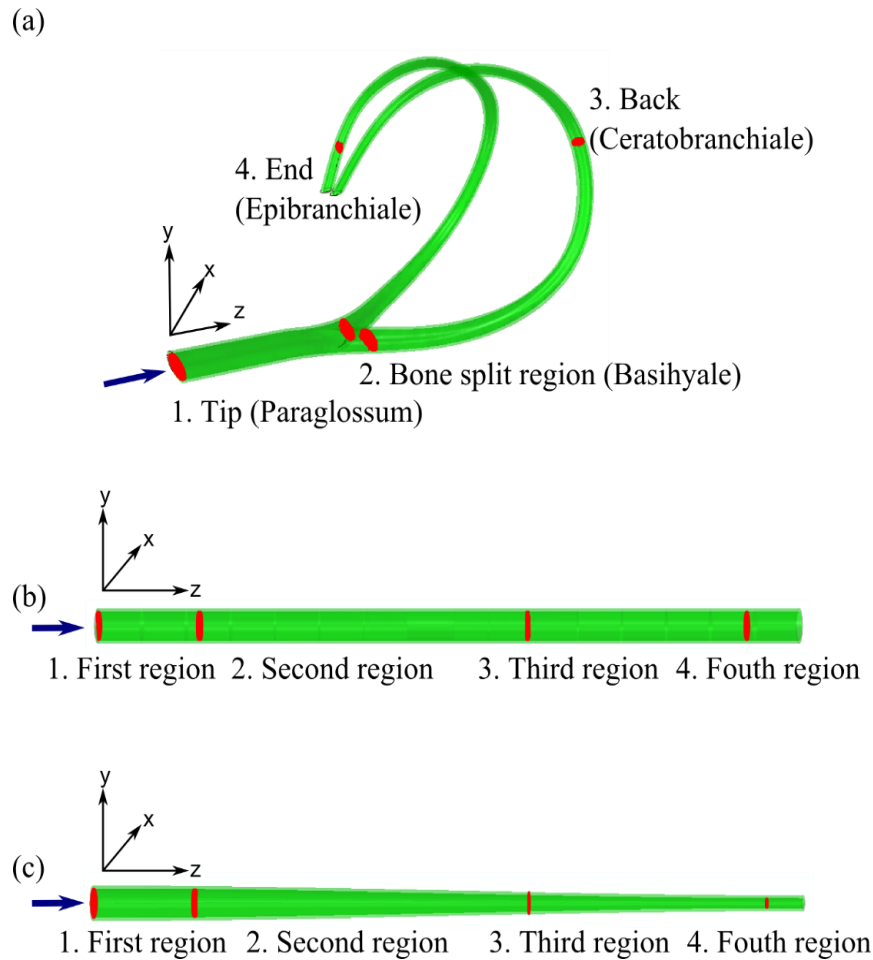 (a)
3. Back
(Ceratobranchiale)
4. End
(Epibranchiale)
y
x
z
2. Bone split region (Basihyale)
1. Tip (Paraglossum)
y
x
z
(b)
1. First region 2. Second region 3. Third region 4. Fouth region
y
x
z
(c)
1. First region 2. Second region 3. Third region 4. Fouth region